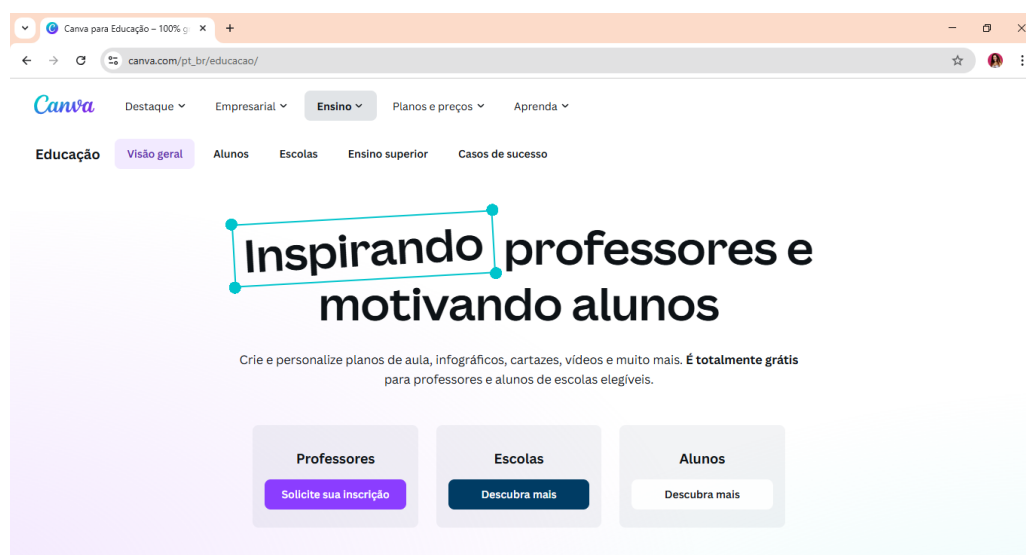 Canva para Educação – 100% g
canva.com/pt_br/educacao/
Canva Destaque Empresarial Ensino Planos e preços Aprenda
Educação Visão geral Alunos Escolas Ensino superior Casos de sucesso
Inspirando professores e
motivando alunos
Crie e personalize planos de aula, infográficos, cartazes, vídeos e muito mais. É totalmente grátis
para professores e alunos de escolas elegíveis.
Professores Escolas Alunos
Solicite sua inscrição Descubra mais Descubra mais